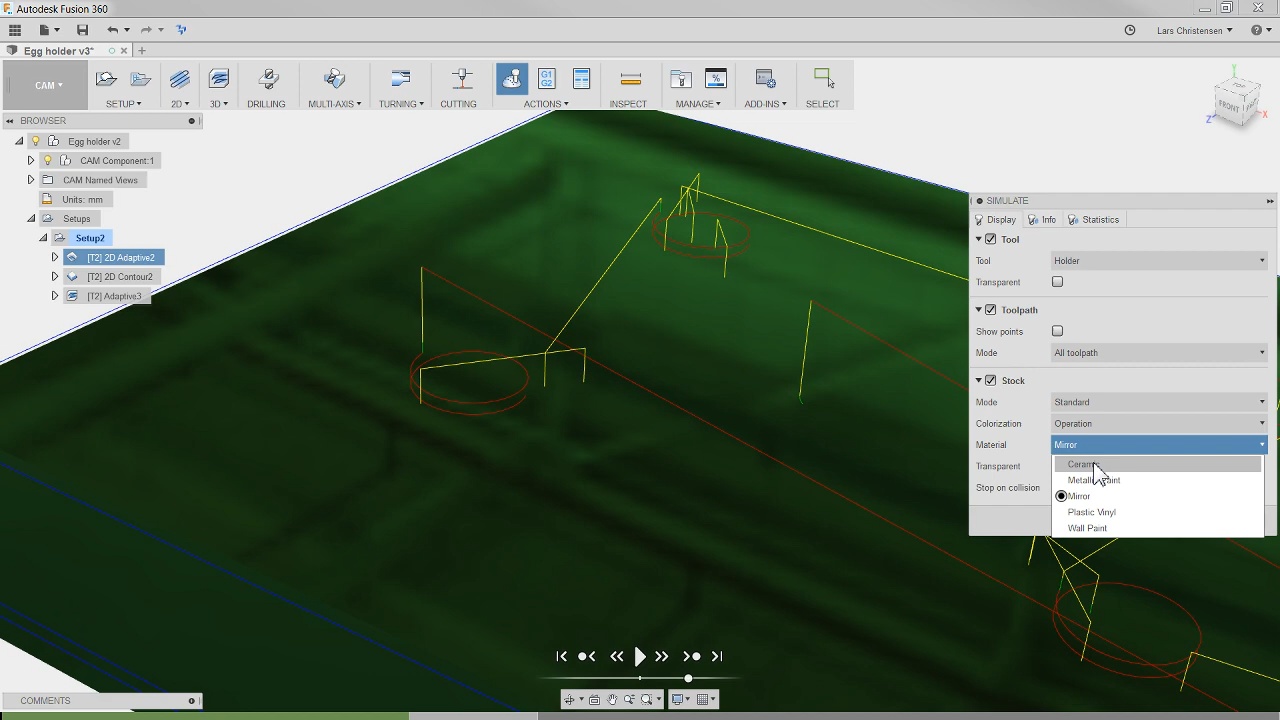 Autodesk Fusion 360
Lars Christensen
Egg holder v3*
CAM
SETUP
2D
3D
DRILLING
MULTI-AXIS
TURNING
CUTTING
G1
G2
ACTIONS
INSPECT
MANAGE
ADD-INS
SELECT
Y
FRONT
Z
X
BROWSER
Egg holder v2
CAM Component:1
CAM Named Views
Units: mm
Setups
Setup2
[T2] 2D Adaptive2
[T2] 2D Contour2
[T2] Adaptive3
SIMULATE
Display
Info
Statistics
Tool
Tool
Holder
Transparent
Toolpath
Show points
Mode
All toolpath
Stock
Mode
Standard
Colorization
Operation
Material
Mirror
Transparent
Stop on collision
Mirror
Plastic Vinyl
Wall Paint
COMMENTS